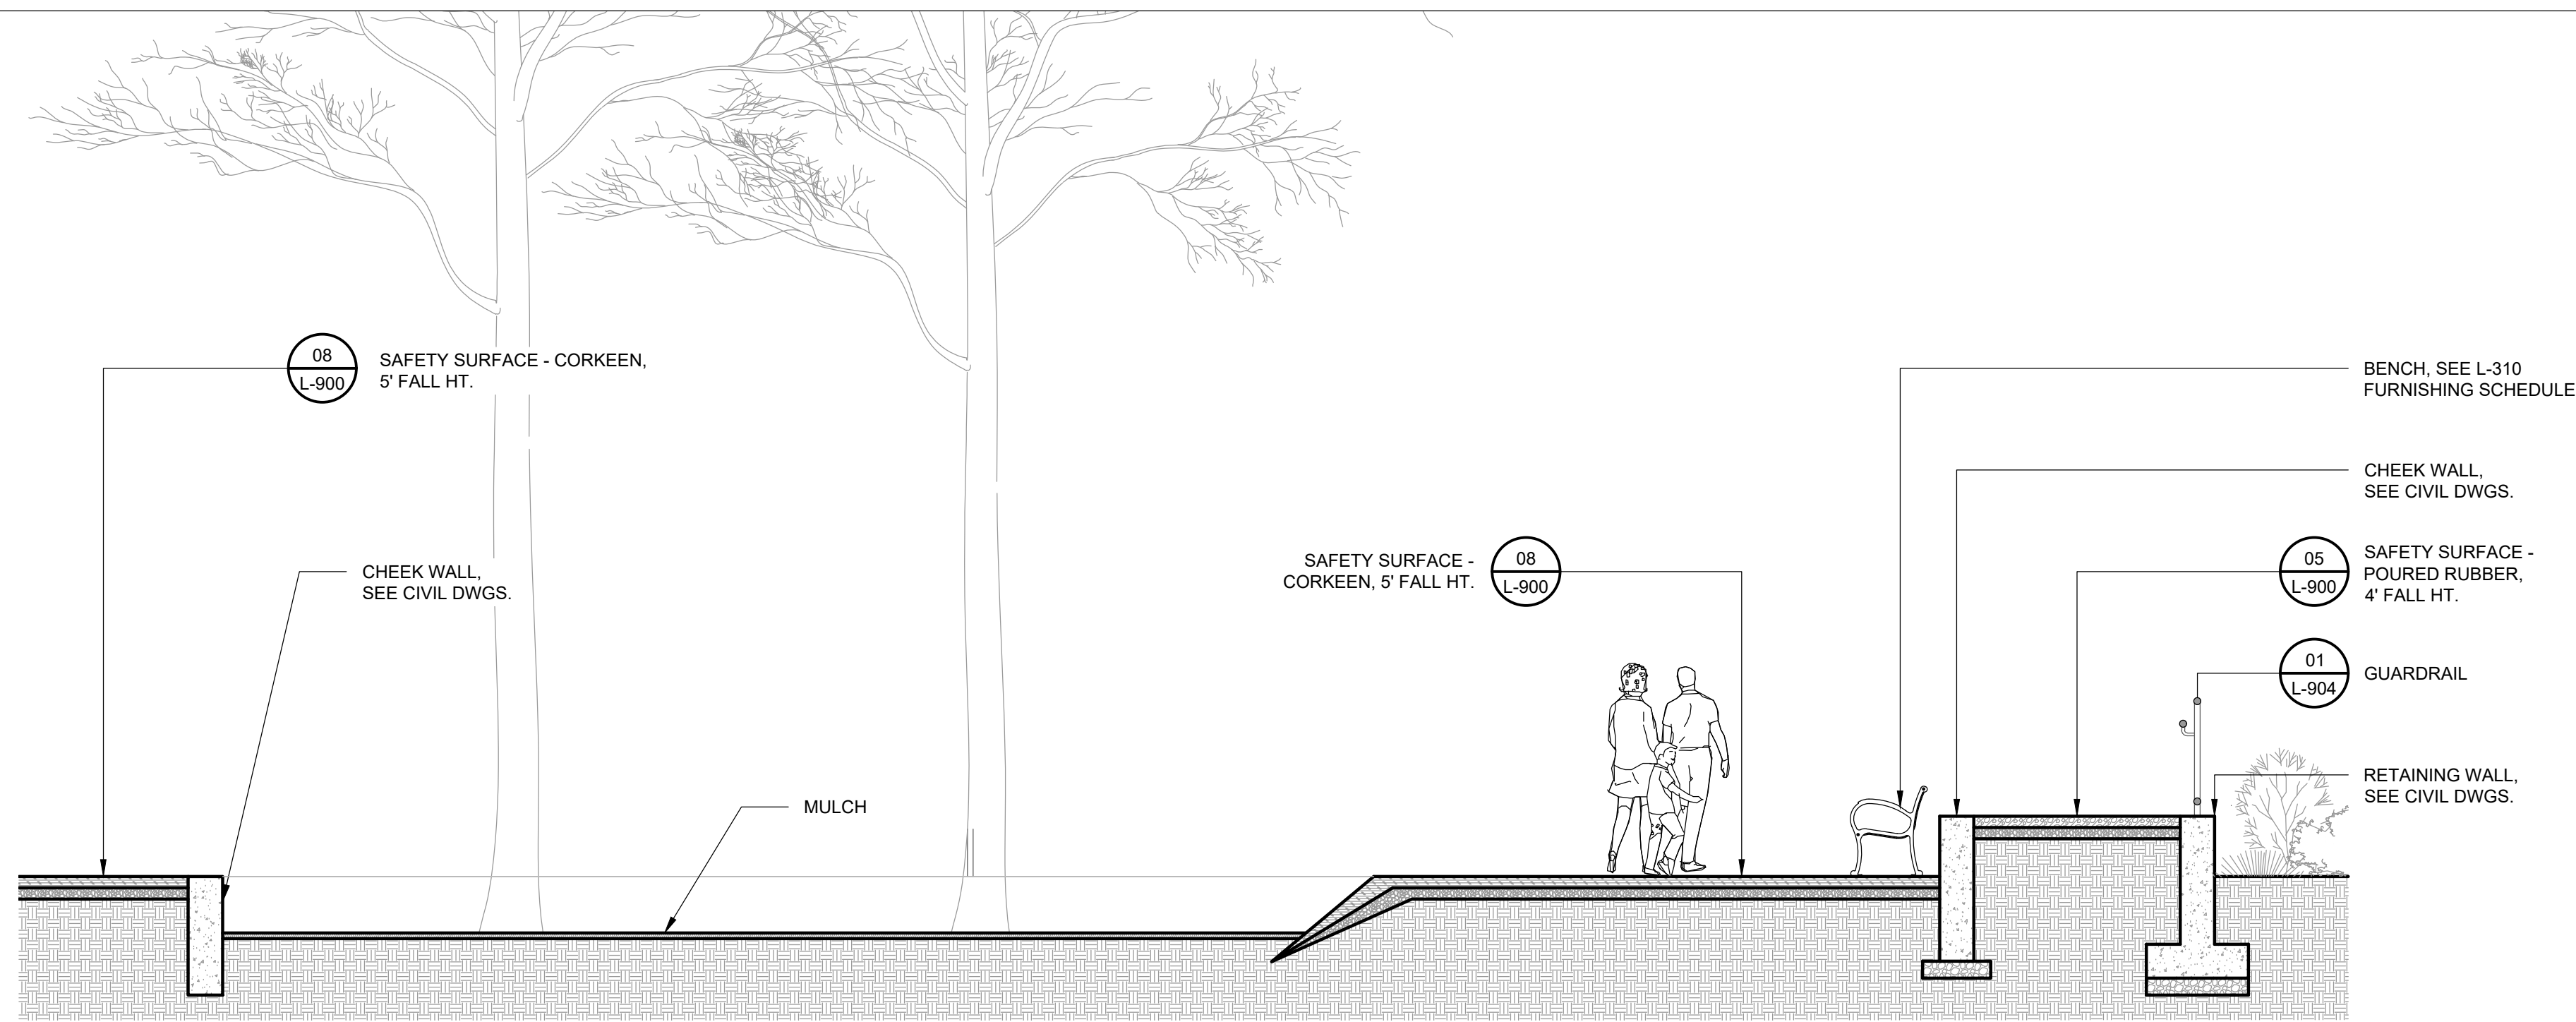 08
L-900
SAFETY SURFACE - CORKEEN,
5' FALL HT.
CHEEK WALL,
SEE CIVIL DWGS.
MULCH
SAFETY SURFACE -
CORKEEN, 5' FALL HT.
08
L-900
BENCH, SEE L-310
FURNISHING SCHEDULE
CHEEK WALL,
SEE CIVIL DWGS.
05
L-900
SAFETY SURFACE -
POURED RUBBER,
4' FALL HT.
01
L-904
GUARDRAIL
RETAINING WALL,
SEE CIVIL DWGS.